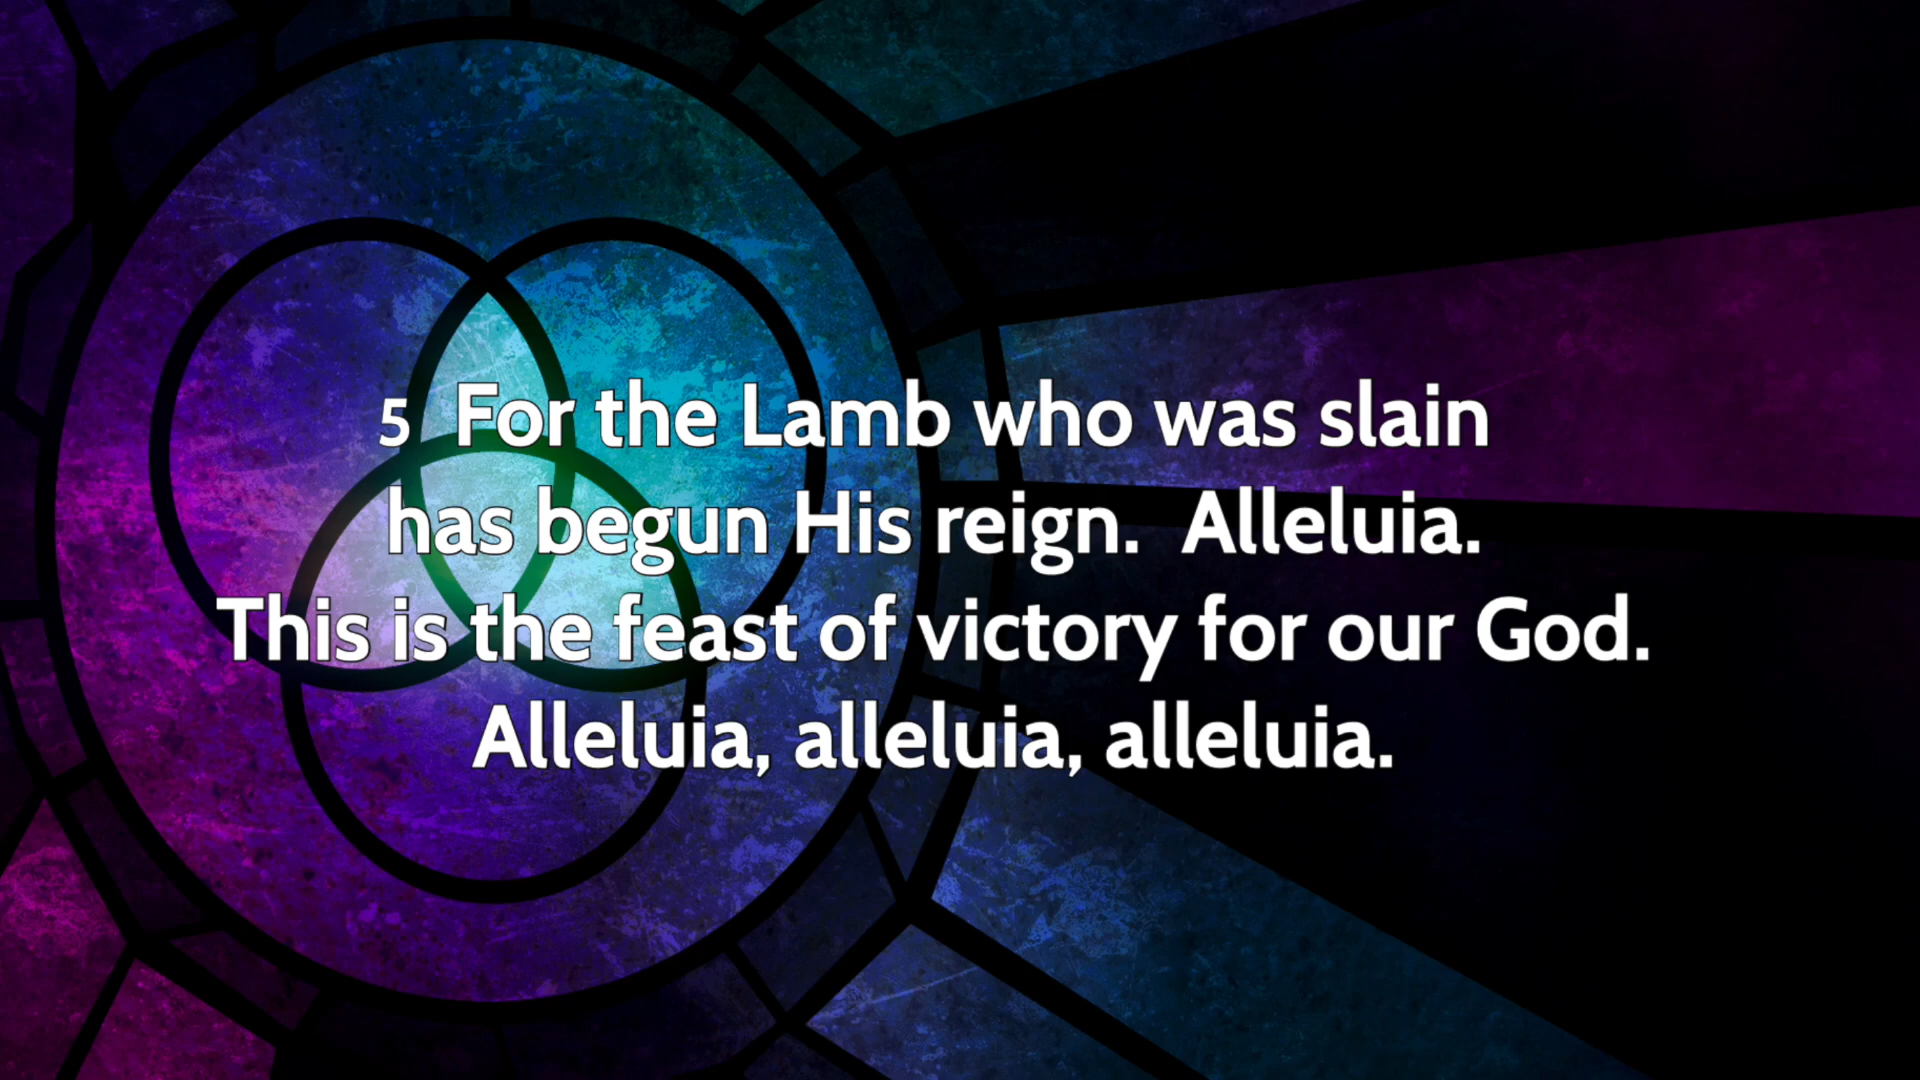 5 For the Lamb who was slain
has begun His reign. Alleluia.
This is the feast of victory for our God.
Alleluia, alleluia, alleluia.